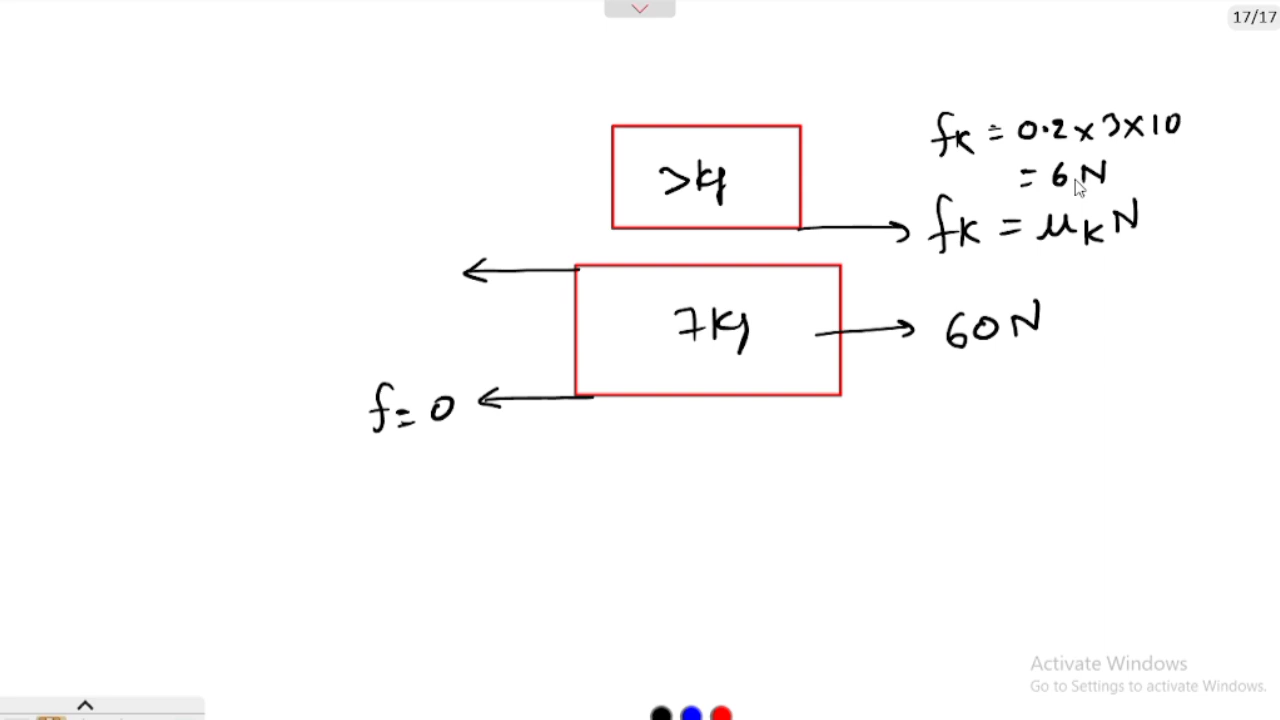 17/17
fK = 0.2 x 3 x 10
= 6 N
3kg
fK = μK N
7kg
60 N
f = 0
Activate Windows
Go to Settings to activate Windows.